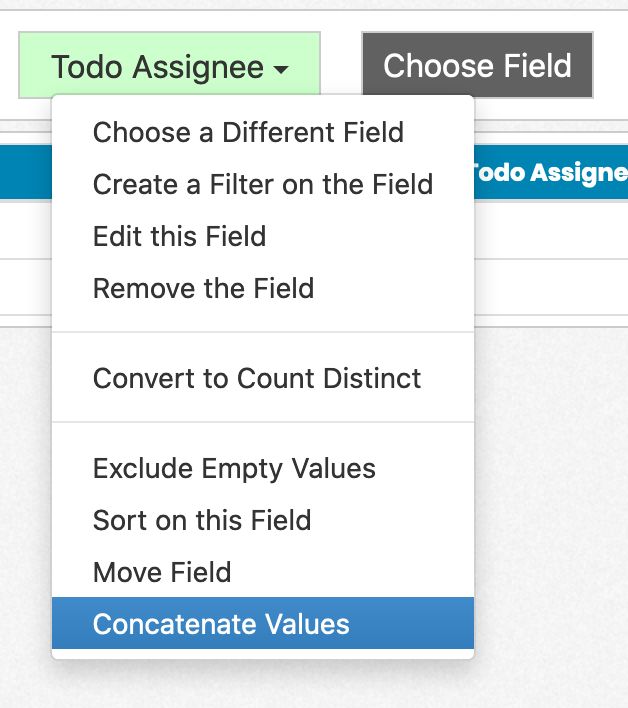 Todo Assignee
Choose Field
Choose a Different Field
Create a Filter on the Field
Edit this Field
Remove the Field
Convert to Count Distinct
Exclude Empty Values
Sort on this Field
Move Field
Concatenate Values
Todo Assigne